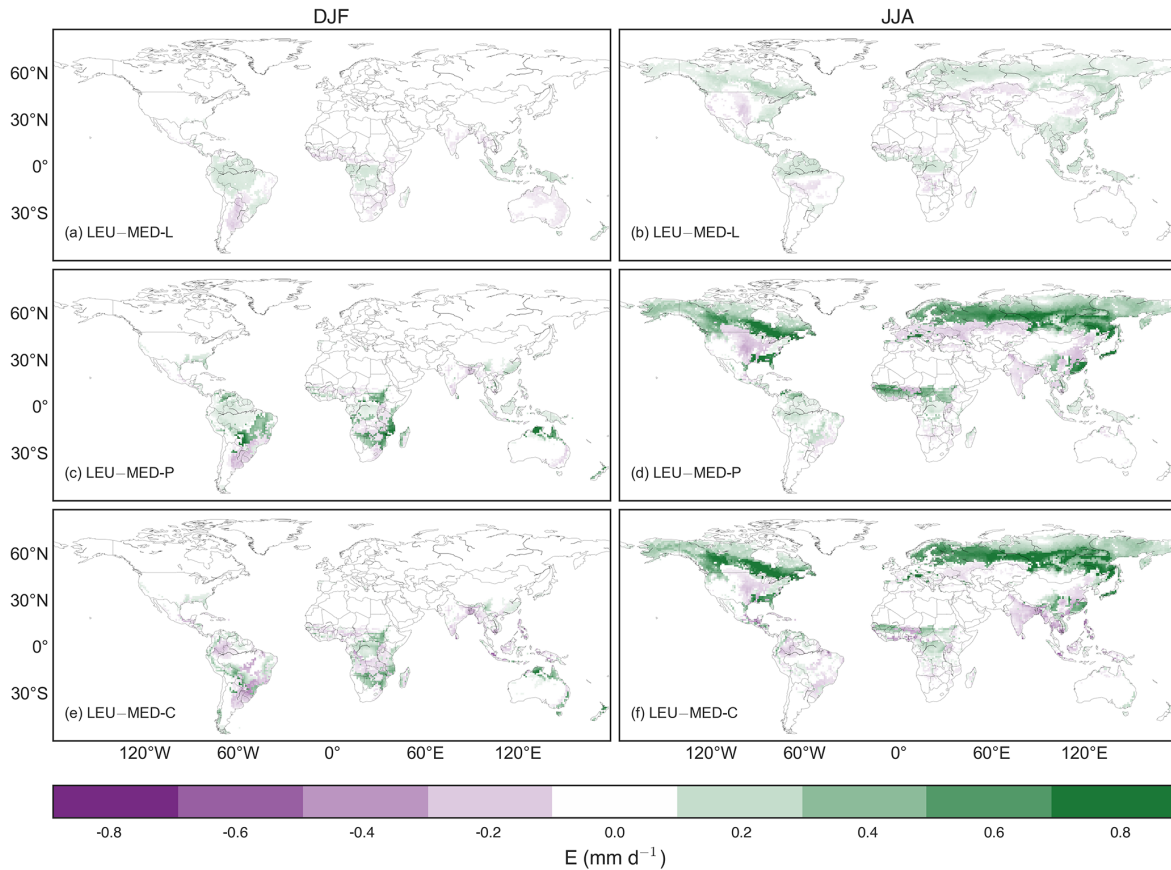 DJF
JJA
60°N
30°N
0°
30°S
(a) LEU−MED-L
(b) LEU−MED-L
60°N
30°N
0°
30°S
(c) LEU−MED-P
(d) LEU−MED-P
60°N
30°N
0°
30°S
(e) LEU−MED-C
(f) LEU−MED-C
120°W 60°W 0° 60°E 120°E
120°W 60°W 0° 60°E 120°E
-0.8 -0.6 -0.4 -0.2 0.0 0.2 0.4 0.6 0.8
E (mm d⁻¹)